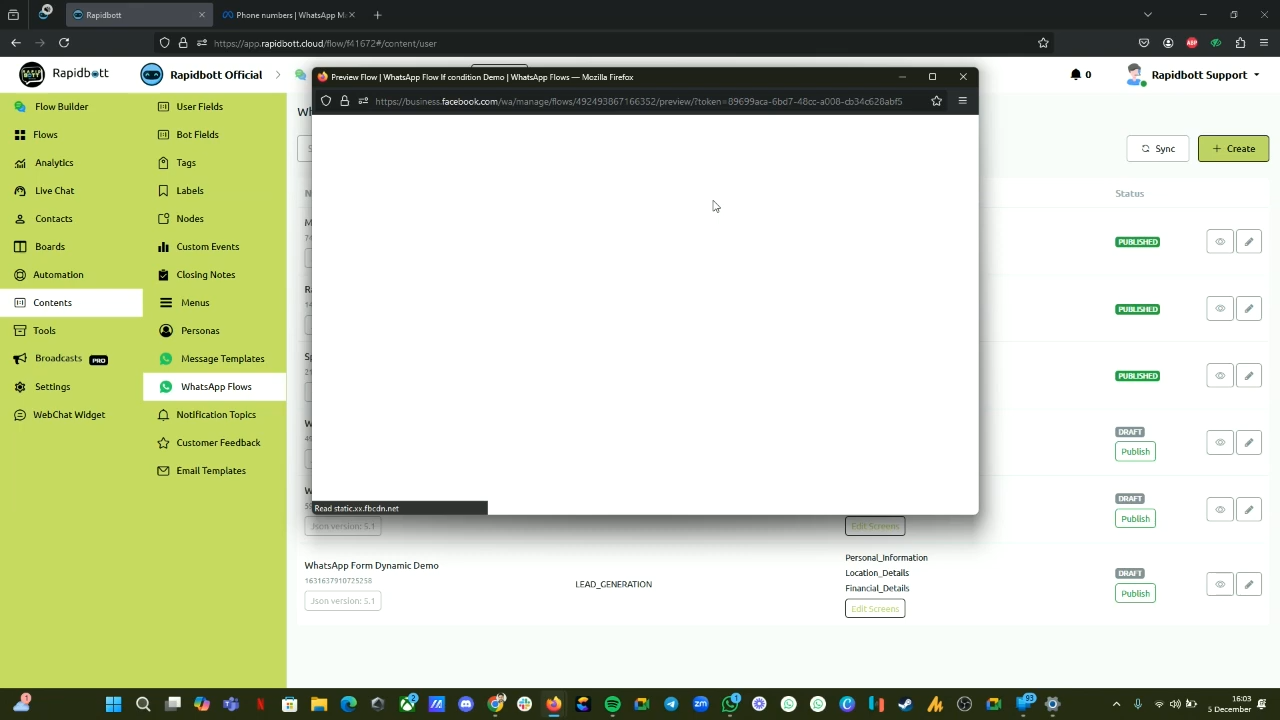 Rapidbott
Phone numbers | WhatsApp M
https://app.rapidbott.cloud/flow/f41672#/content/user
Rapidbott
Rapidbott Official
0
Rapidbott Support
Preview Flow | WhatsApp Flow If condition Demo | WhatsApp Flows — Mozilla Firefox
https://business.facebook.com/wa/manage/flows/492493867166352/preview/?token=89699aca-6bd7-48cc-a008-cb34c628abf5
Flow Builder
Flows
Analytics
Live Chat
Contacts
Boards
Automation
Contents
Tools
Broadcasts PRO
Settings
WebChat Widget
User Fields
Bot Fields
Tags
Labels
Nodes
Custom Events
Closing Notes
Menus
Personas
Message Templates
WhatsApp Flows
Notification Topics
Customer Feedback
Email Templates
Sync
+ Create
Status
PUBLISHED
PUBLISHED
PUBLISHED
DRAFT
Publish
DRAFT
Publish
Read static.xx.fbcdn.net
Json version: 5.1
Edit Screens
WhatsApp Form Dynamic Demo
1631637910725258
Json version: 5.1
LEAD_GENERATION
Personal_Information
Location_Details
Financial_Details
Edit Screens
DRAFT
Publish
16:03
5 December